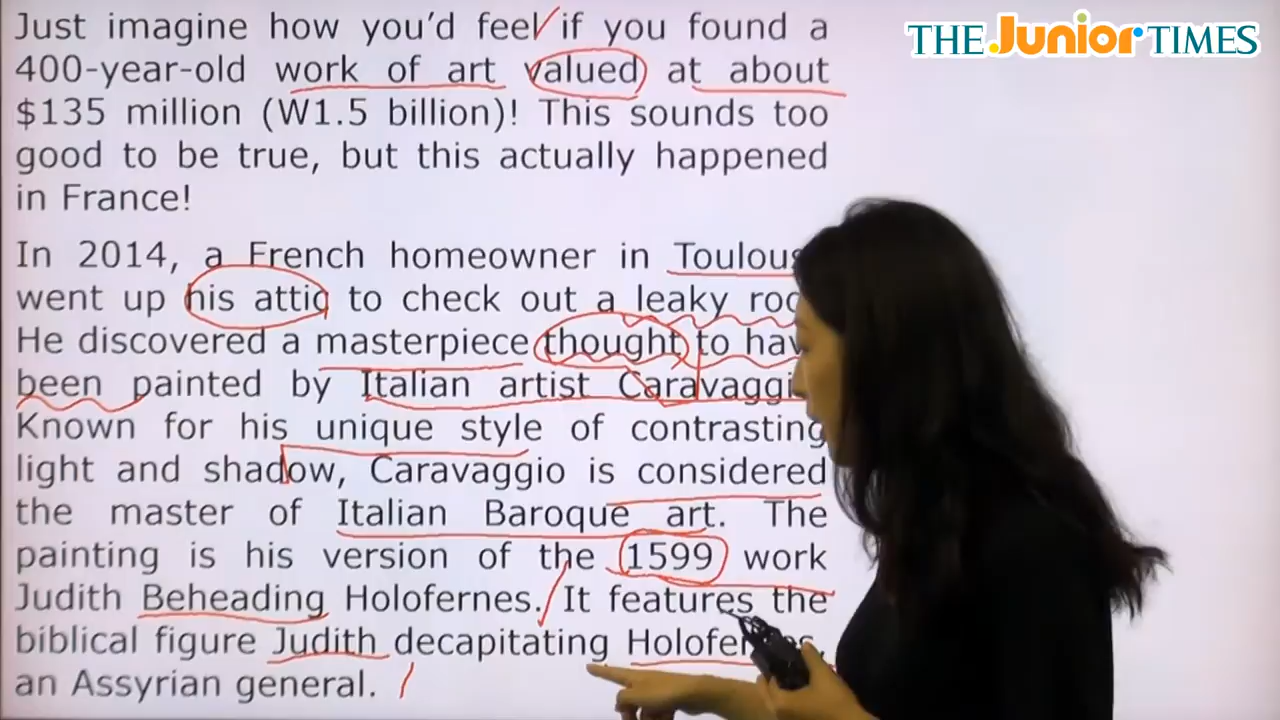 THE Junior TIMES
Just imagine how you'd feel if you found a
400-year-old work of art valued at about
$135 million (W1.5 billion)! This sounds too
good to be true, but this actually happened
in France!
In 2014, a French homeowner in Toulous
went up his attic to check out a leaky roo
He discovered a masterpiece thought to hav
been painted by Italian artist Caravaggi
Known for his unique style of contrasting
light and shadow, Caravaggio is considered
the master of Italian Baroque art. The
painting is his version of the 1599 work
Judith Beheading Holofernes. It features the
biblical figure Judith decapitating Holofernes,
an Assyrian general.